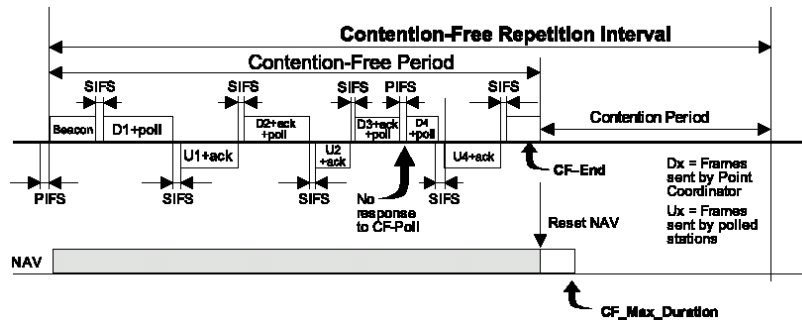 Contention-Free Repetition Interval
Contention-Free Period
SIFS
SIFS
SIFS
PIFS
SIFS
Contention Period
Beacon
D1+poll
D2+ack
+poll
D3+ack
+poll
D4
+poll
U1+ack
U2
+ack
U4+ack
CF-End
PIFS
SIFS
SIFS
No
response
to CF-Poll
SIFS
Dx = Frames
sent by Point
Coordinator
Ux = Frames
sent by polled
stations
Reset NAV
NAV
CF_Max_Duration